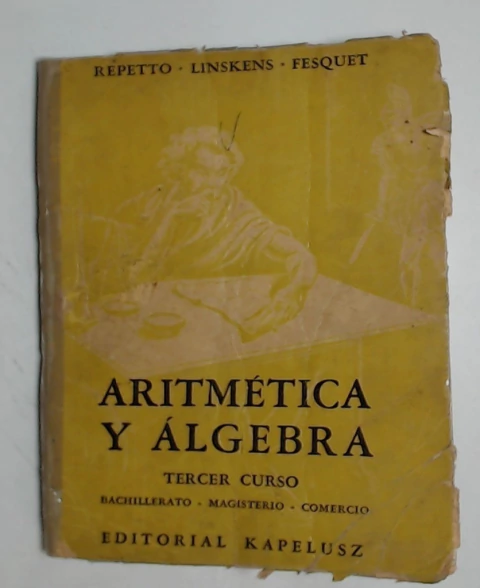 REPETTO · LINSKENS · FESQUET
ARITMÉTICA
Y ÁLGEBRA
TERCER CURSO
BACHILLERATO - MAGISTERIO - COMERCIO
EDITORIAL KAPELUSZ